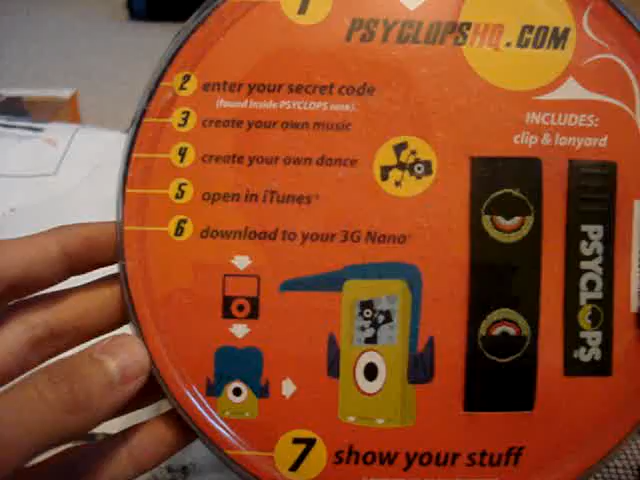 1
PSYCLOPSHQ.COM
2 enter your secret code
(found inside PSYCLOPS case).
3 create your own music
4 create your own dance
5 open in iTunes
6 download to your 3G Nano
7 show your stuff
INCLUDES:
clip & lanyard
PSYCLOPS